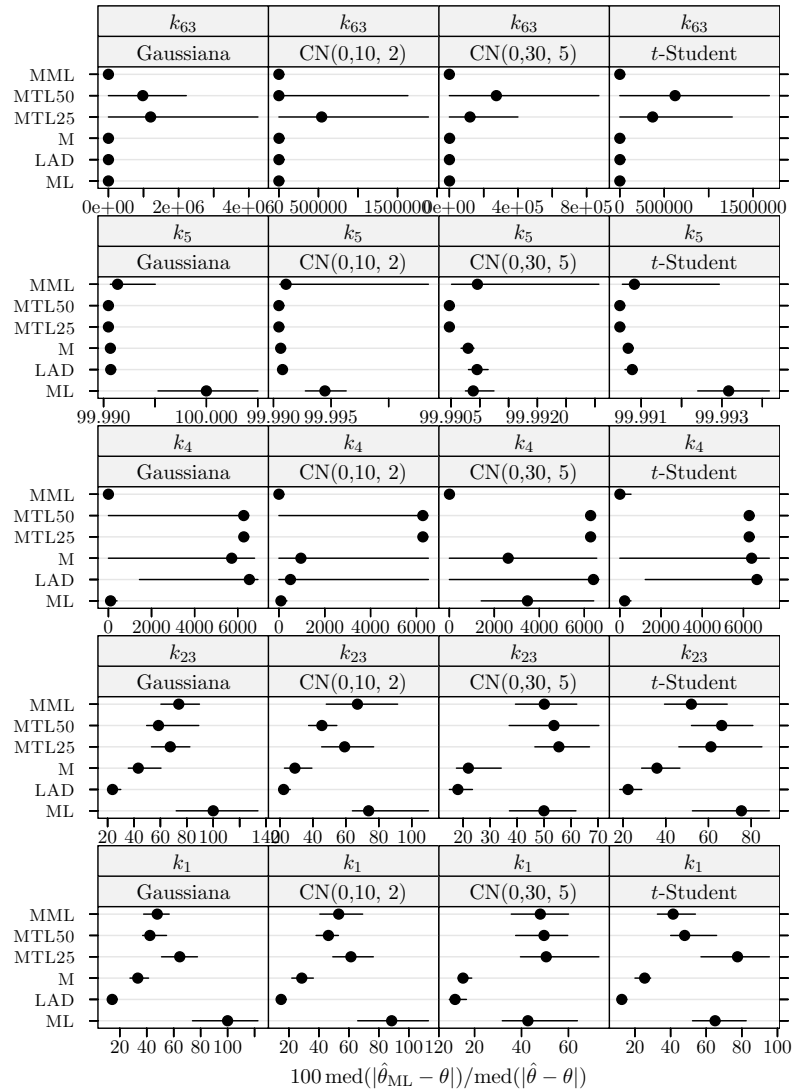 k₆₃ k₆₃ k₆₃ k₆₃
Gaussiana CN(0,10, 2) CN(0,30, 5) t-Student
MML
MTL50
MTL25
M
LAD
ML
0e+00 2e+06 4e+06 500000 1500000 0e+00 4e+05 8e+05 500000 1500000
k₅ k₅ k₅ k₅
Gaussiana CN(0,10, 2) CN(0,30, 5) t-Student
MML
MTL50
MTL25
M
LAD
ML
99.990 100.000 99.990 99.995 99.9905 99.9920 99.991 99.993
k₄ k₄ k₄ k₄
Gaussiana CN(0,10, 2) CN(0,30, 5) t-Student
MML
MTL50
MTL25
M
LAD
ML
0 2000 4000 6000 0 2000 4000 6000 0 2000 4000 6000 0 2000 4000 6000
k₂₃ k₂₃ k₂₃ k₂₃
Gaussiana CN(0,10, 2) CN(0,30, 5) t-Student
MML
MTL50
MTL25
M
LAD
ML
20 60 100 140 20 40 60 80 100 20 30 40 50 60 70 20 40 60 80
k₁ k₁ k₁ k₁
Gaussiana CN(0,10, 2) CN(0,30, 5) t-Student
MML
MTL50
MTL25
M
LAD
ML
20 40 60 80 100 20 40 60 80 100 120 20 40 60 80 20 40 60 80 100
100 med(|θ̂_ML − θ|)/med(|θ̂ − θ|)